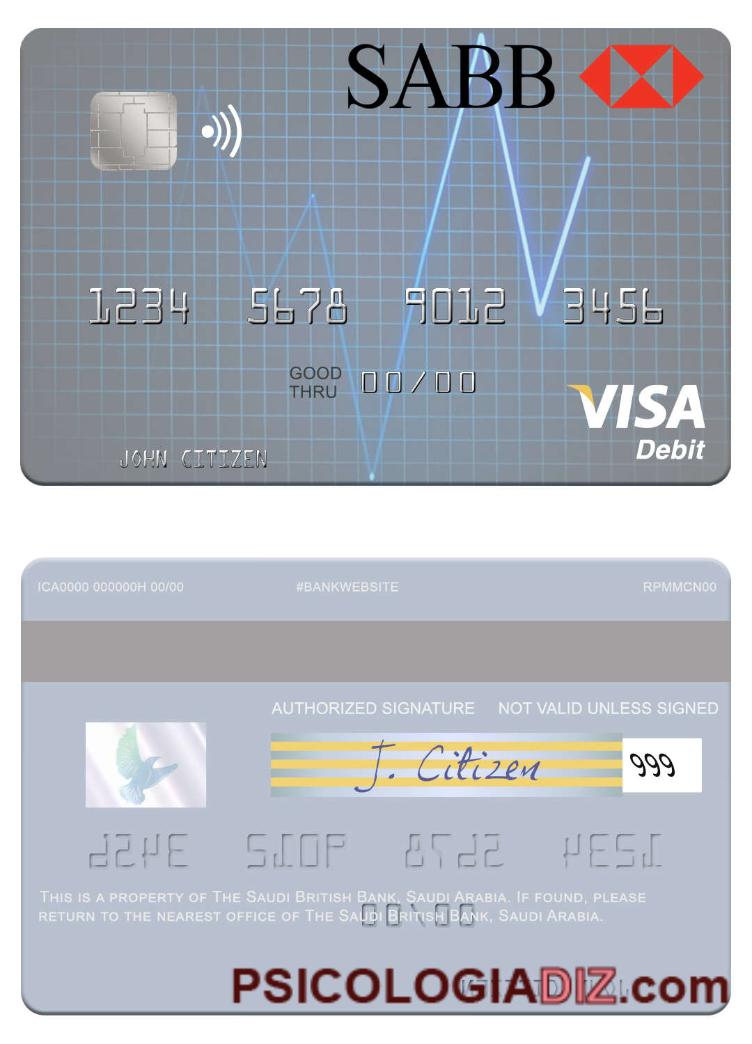 SABB
1234 5678 9012 3456
GOOD THRU 00/00
VISA
Debit
JOHN CITIZEN
ICA0000 000000H 00/00 #BANKWEBSITE RPMMCN00
AUTHORIZED SIGNATURE NOT VALID UNLESS SIGNED
J. Citizen 999
THIS IS A PROPERTY OF THE SAUDI BRITISH BANK, SAUDI ARABIA. IF FOUND, PLEASE
RETURN TO THE NEAREST OFFICE OF THE SAUDI BRITISH BANK, SAUDI ARABIA.
PSICOLOGIADIZ.com